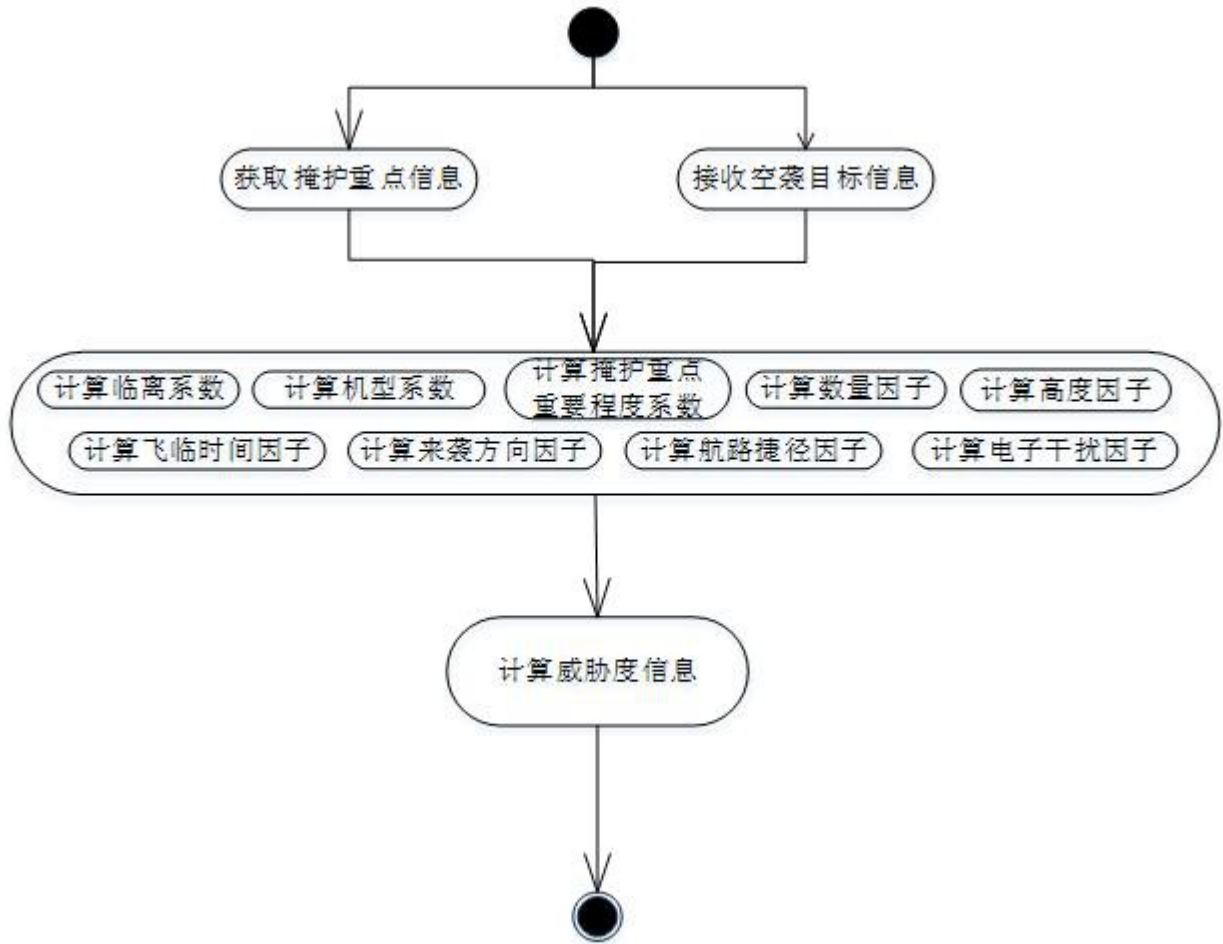 获取掩护重点信息
接收空袭目标信息
计算临离系数
计算机型系数
计算掩护重点
重要程度系数
计算数量因子
计算高度因子
计算飞临时间因子
计算来袭方向因子
计算航路捷径因子
计算电子干扰因子
计算威胁度信息